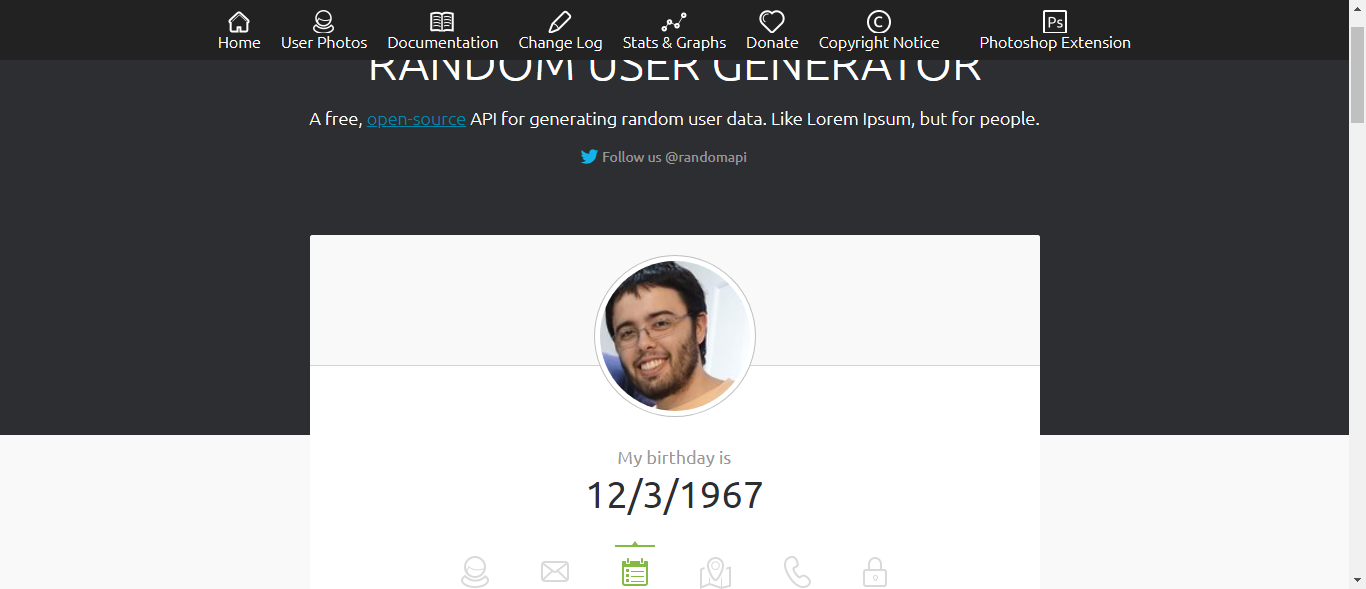 Home User Photos Documentation Change Log Stats & Graphs Donate Copyright Notice Photoshop Extension
RANDOM USER GENERATOR
A free, open-source API for generating random user data. Like Lorem Ipsum, but for people.
Follow us @randomapi
My birthday is
12/3/1967